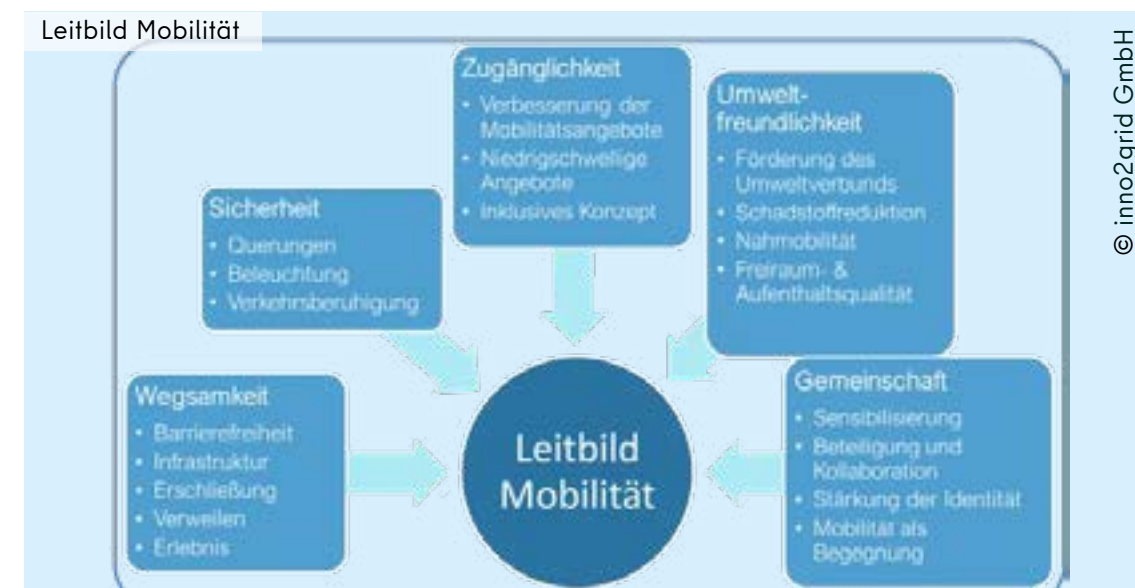 Leitbild Mobilität
© inno2grid GmbH
Zugänglichkeit
• Verbesserung der
Mobilitätsangebote
• Niedrigschwellige
Angebote
• Inklusives Konzept
Umwelt-
freundlichkeit
• Förderung des
Umweltverbunds
• Schadstoffreduktion
• Nahmobilität
• Freiraum- &
Aufenthaltsqualität
Sicherheit
• Querungen
• Beleuchtung
• Verkehrsberuhigung
Wegsamkeit
• Barrierefreiheit
• Infrastruktur
• Erschließung
• Verweilen
• Erlebnis
Leitbild
Mobilität
Gemeinschaft
• Sensibilisierung
• Beteiligung und
Kollaboration
• Stärkung der Identität
• Mobilität als
Begegnung